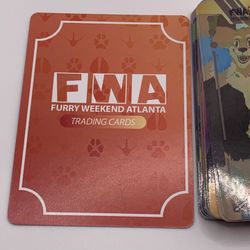 FWA
FURRY WEEKEND ATLANTA
TRADING CARDS